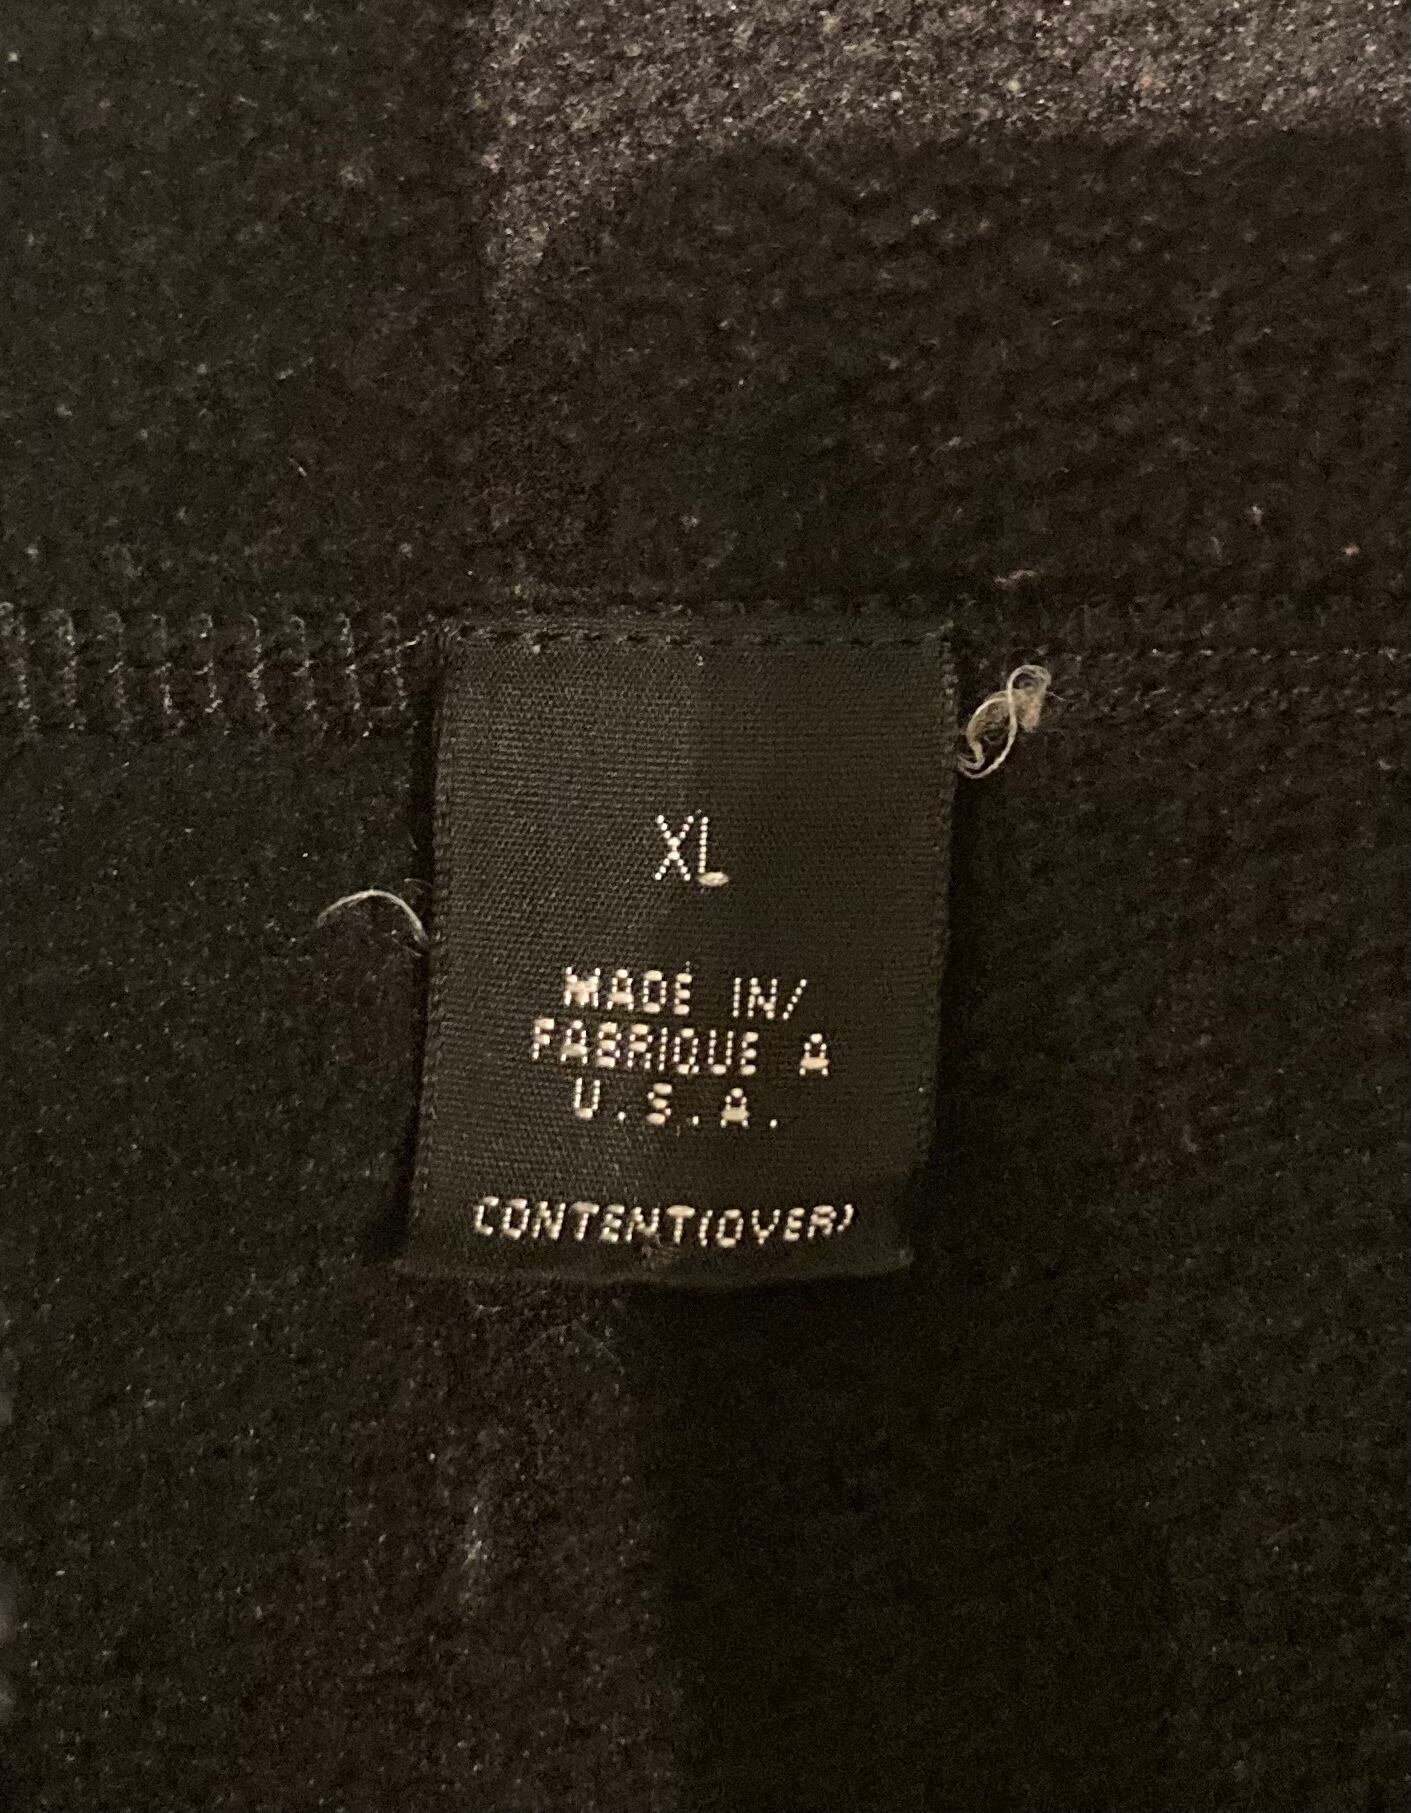 XL
MADE IN/
FABRIQUE A
U.S.A.
CONTENT(OVER)